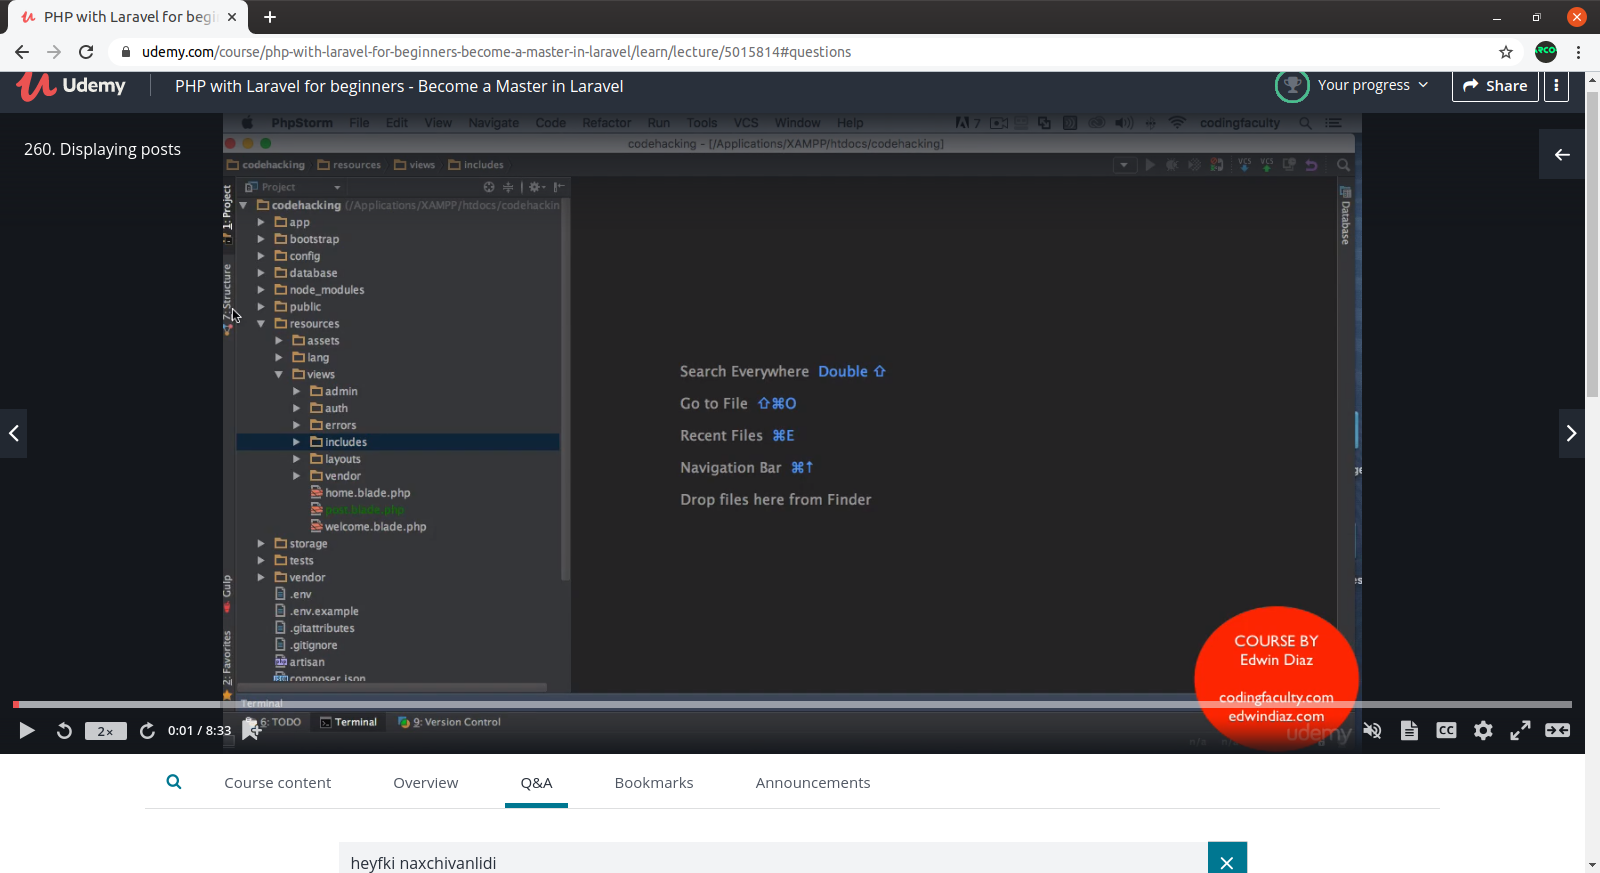 PHP with Laravel for begi
udemy.com/course/php-with-laravel-for-beginners-become-a-master-in-laravel/learn/lecture/5015814#questions
Udemy
PHP with Laravel for beginners - Become a Master in Laravel
Your progress
Share
260. Displaying posts
PhpStorm File Edit View Navigate Code Refactor Run Tools VCS Window Help
7
codingfaculty
codehacking - [/Applications/XAMPP/htdocs/codehacking]
codehacking resources views includes
VCS VCS
Project
1: Project
7: Structure
Gulp
2: Favorites
Database
codehacking (/Applications/XAMPP/htdocs/codehackin
app
bootstrap
config
database
node_modules
public
resources
assets
lang
views
admin
auth
errors
includes
layouts
vendor
home.blade.php
post.blade.php
welcome.blade.php
storage
tests
vendor
.env
.env.example
.gitattributes
.gitignore
artisan
composer.json
Search Everywhere Double ⇧
Go to File ⇧⌘O
Recent Files ⌘E
Navigation Bar ⌘↑
Drop files here from Finder
COURSE BY
Edwin Diaz
codingfaculty.com
edwindiaz.com
udemy
Terminal
6: TODO Terminal 9: Version Control
2×
0:01 / 8:33
CC
Course content
Overview
Q&A
Bookmarks
Announcements
heyfki naxchivanlidi